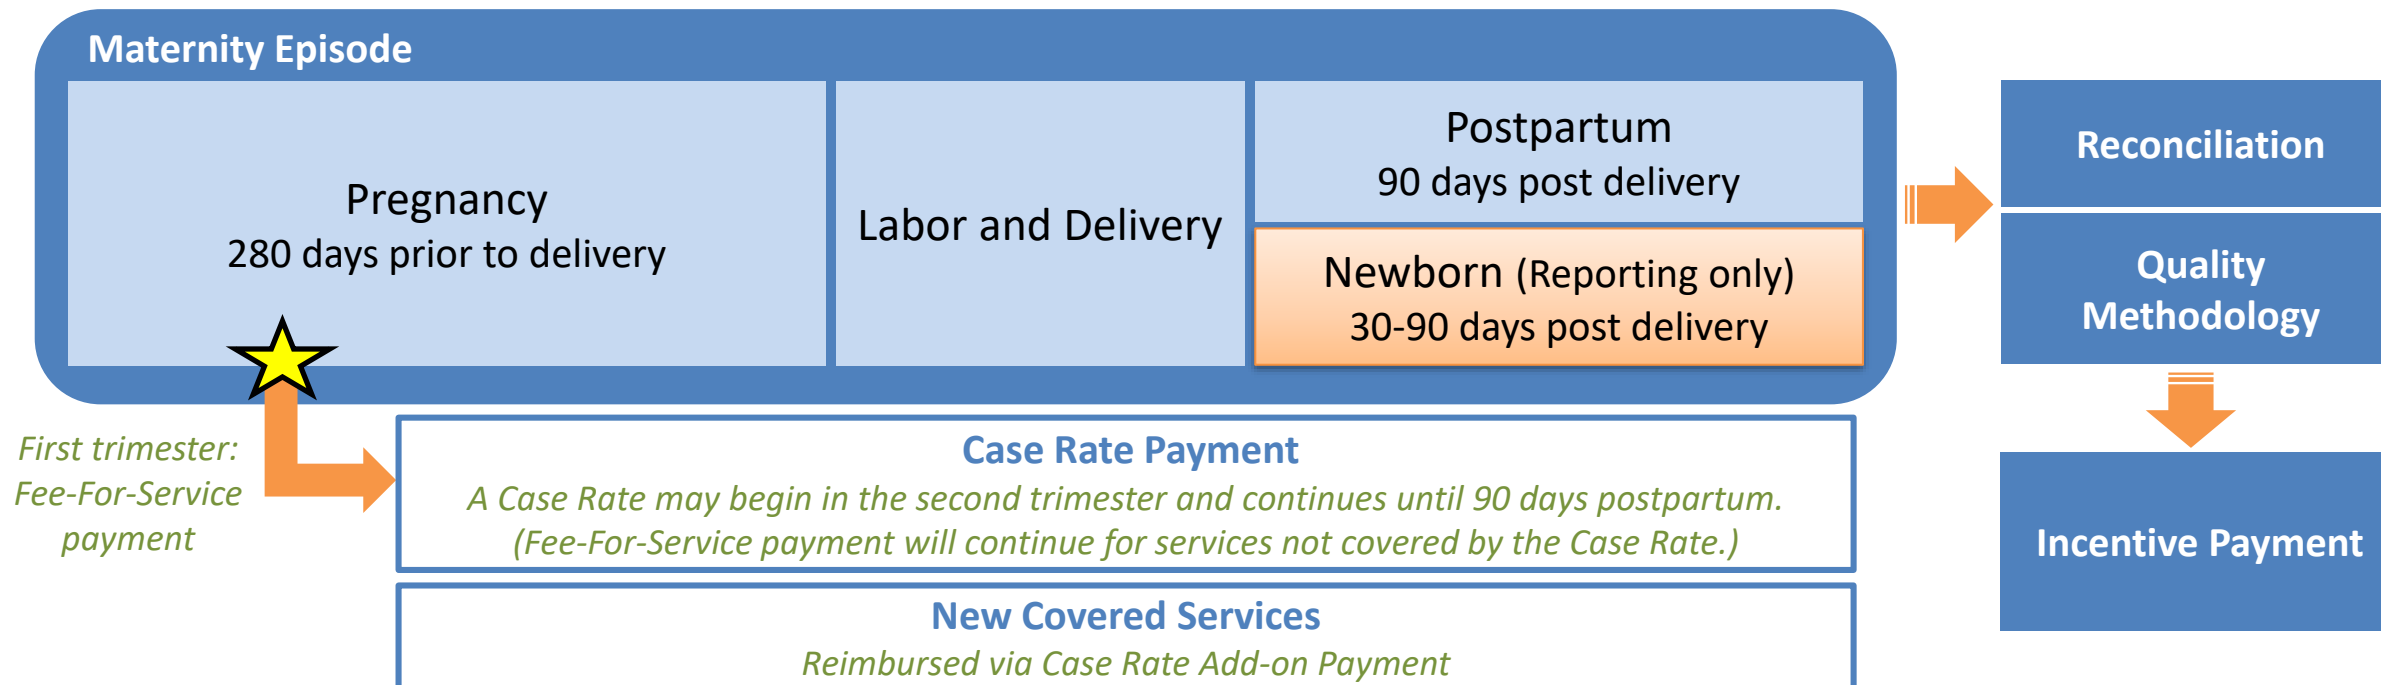 Maternity Episode
Pregnancy
280 days prior to delivery
Labor and Delivery
Postpartum
90 days post delivery
Newborn (Reporting only)
30-90 days post delivery
Reconciliation
Quality
Methodology
Incentive Payment
First trimester:
Fee-For-Service
payment
Case Rate Payment
A Case Rate may begin in the second trimester and continues until 90 days postpartum.
(Fee-For-Service payment will continue for services not covered by the Case Rate.)
New Covered Services
Reimbursed via Case Rate Add-on Payment